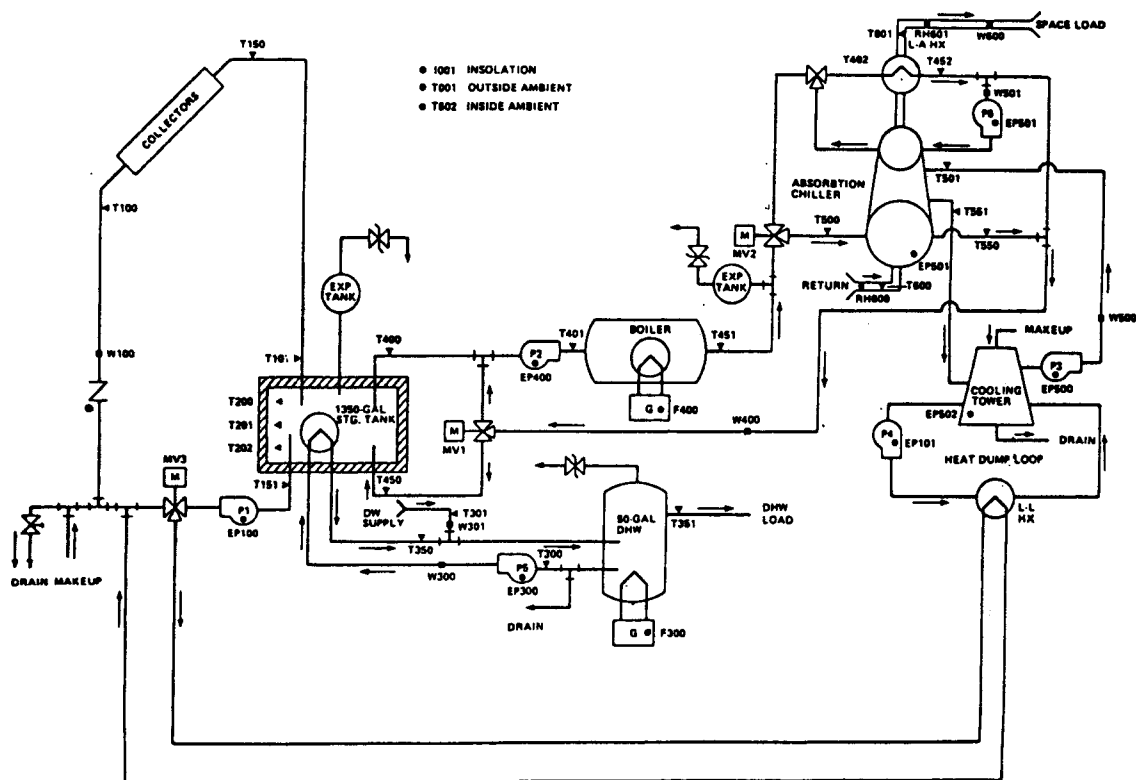 T150
COLLECTORS
T100
I001 INSOLATION
T001 OUTSIDE AMBIENT
T602 INSIDE AMBIENT
T601
RH601
L-A HX
W600
SPACE LOAD
T462
T452
W501
P6
EP501
T501
ABSORBTION
CHILLER
T561
T500
M
MV2
T550
EP501
RETURN
T600
RH600
EXP
TANK
EXP
TANK
BOILER
T401
T451
P2
EP400
G
F400
T400
W100
T200
T201
T202
1350-GAL
STG. TANK
T151
T450
M
MV1
W400
MAKEUP
COOLING
TOWER
EP502
P3
EP500
W500
DRAIN
P4
EP101
HEAT DUMP LOOP
L-L
HX
MV3
M
P1
EP100
DRAIN MAKEUP
DW
SUPPLY
T301
W301
T350
50-GAL
DHW
T351
DHW
LOAD
W300
P5
EP300
T300
DRAIN
G
F300